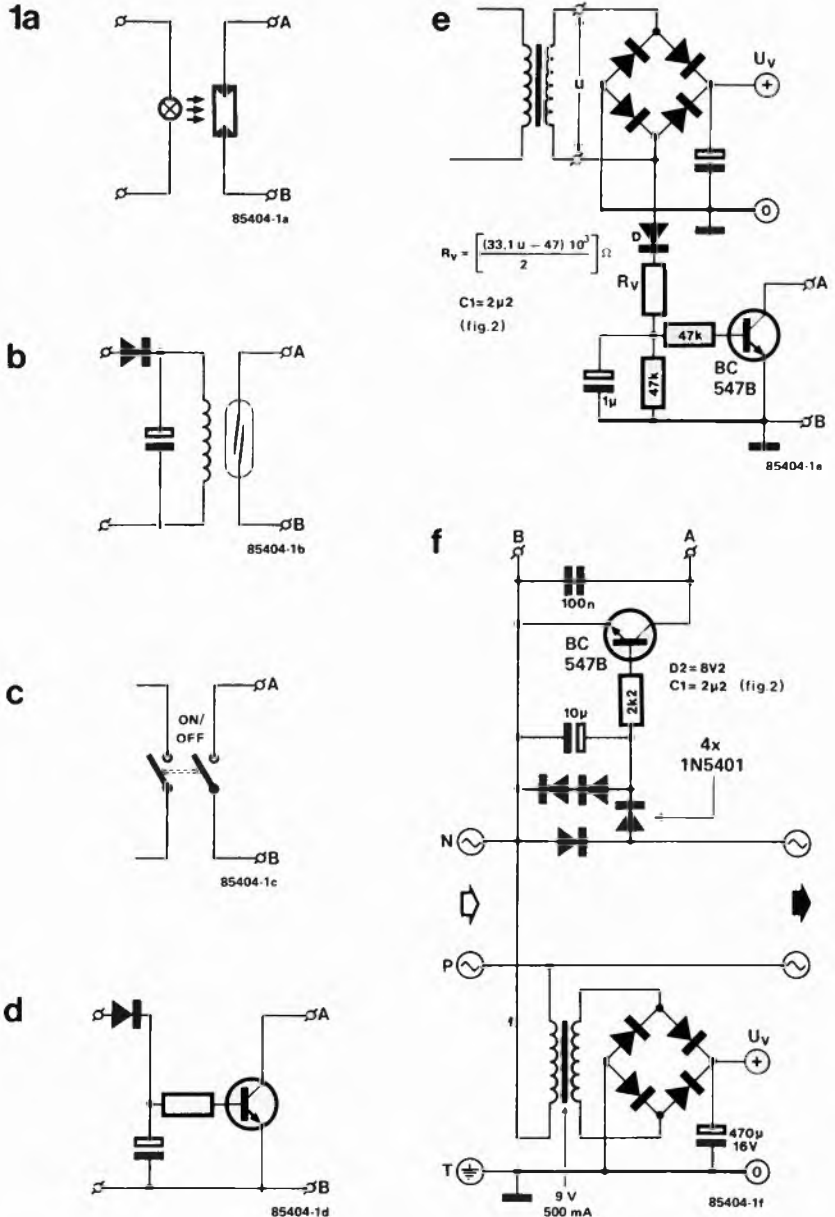 1a
A
B
85404-1a
b
A
B
85404-1b
c
ON/
OFF
A
B
85404-1c
d
A
B
85404-1d
e
u
Uv
+
0
D
Rv = [ (33,1 u – 47) 10³ / 2 ] Ω
C1 = 2µ2
(fig.2)
Rv
47k
47k
1µ
BC
547B
A
B
85404-1e
f
B
A
100n
BC
547B
D2 = 8V2
C1 = 2µ2 (fig.2)
2k2
10µ
4x
1N5401
N
P
Uv
+
470µ
16V
T
0
9 V
500 mA
85404-1f